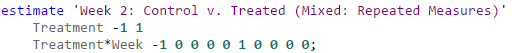 estimate 'Week 2: Control v. Treated (Mixed: Repeated Measures)'
Treatment -1 1
Treatment*Week -1 0 0 0 0 1 0 0 0 0;